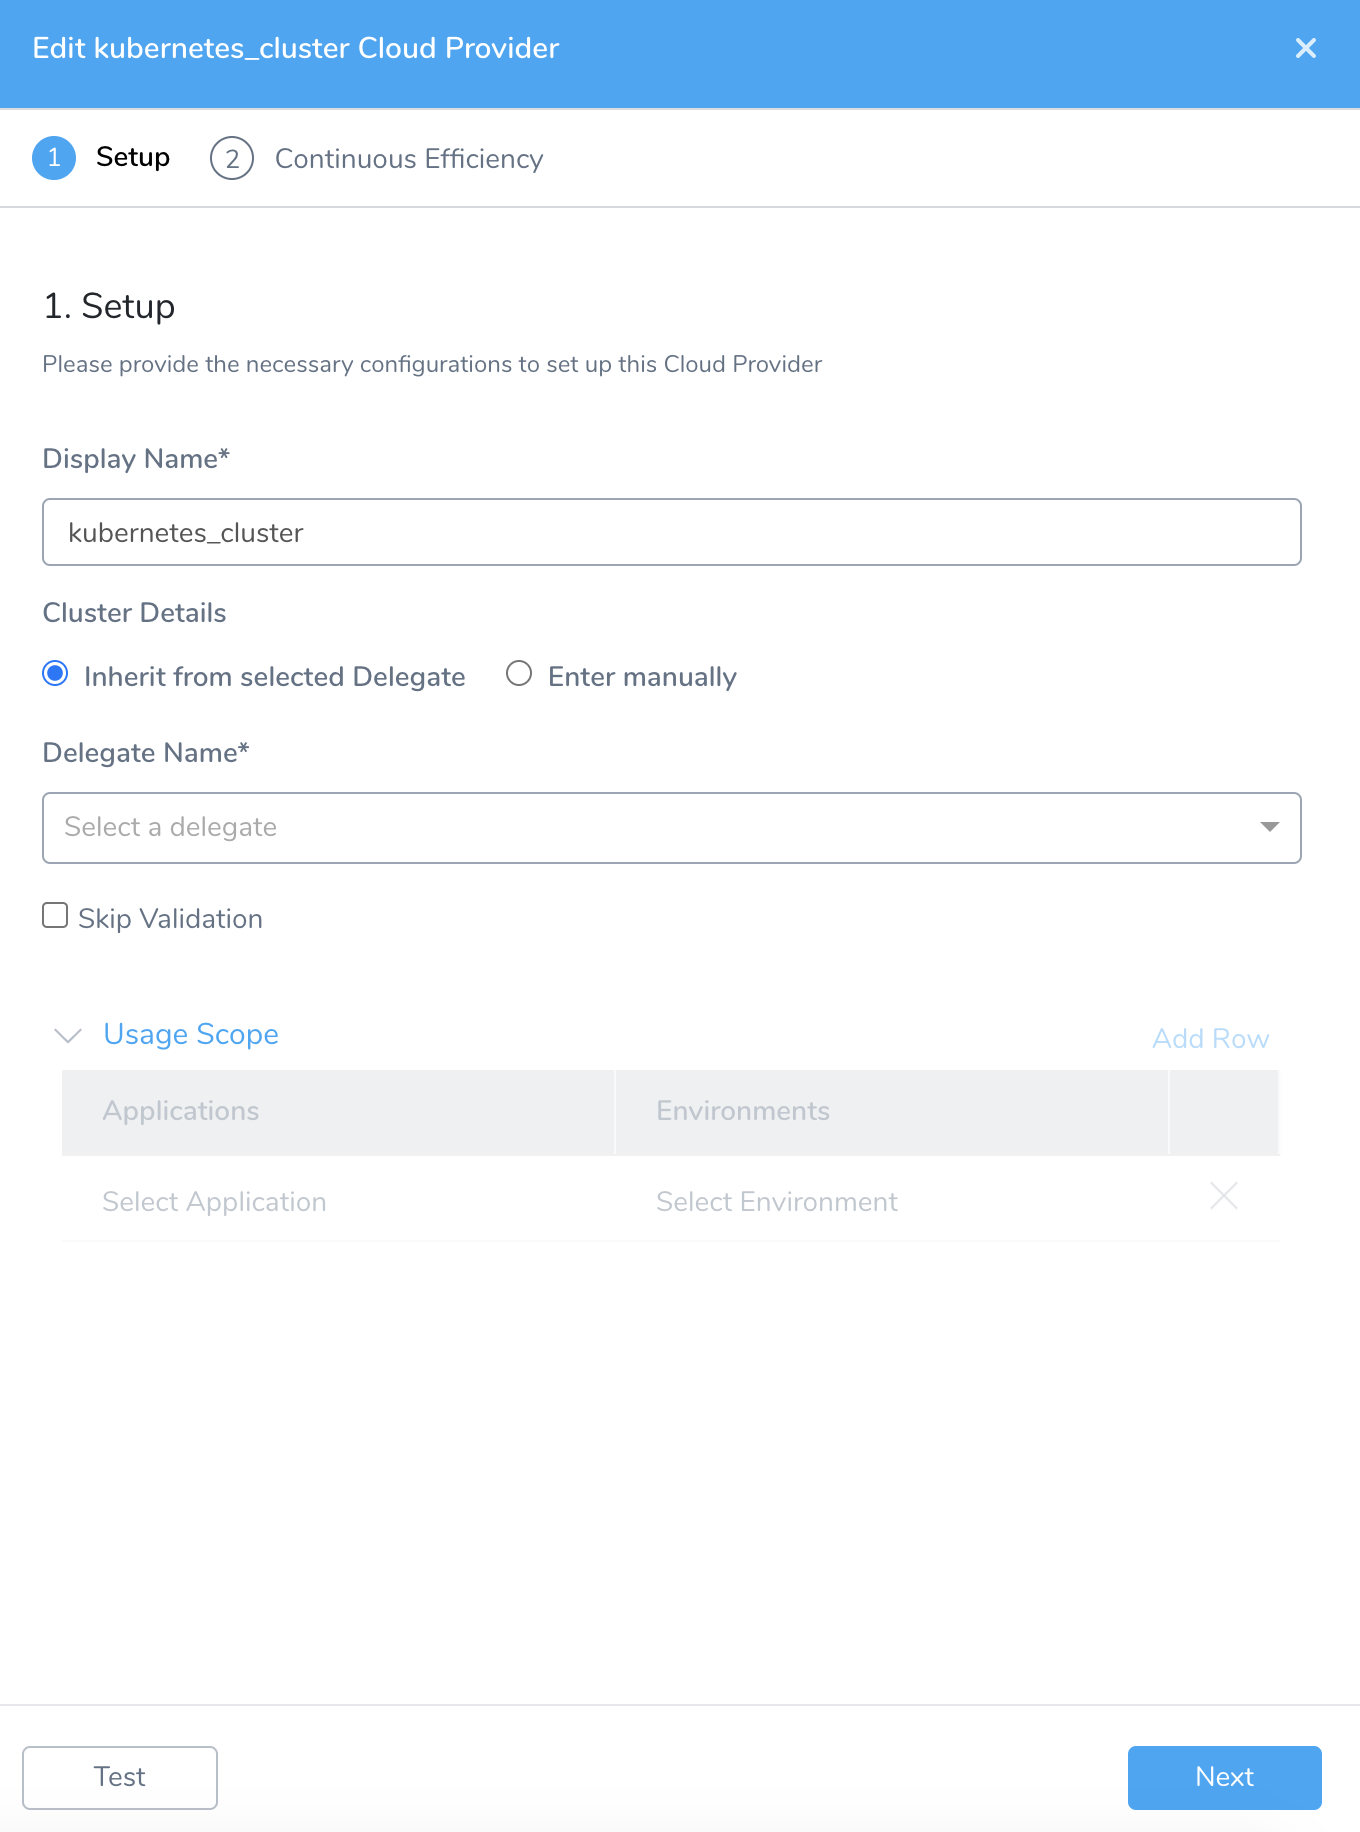 Edit kubernetes_cluster Cloud Provider
1 Setup 2 Continuous Efficiency
1. Setup
Please provide the necessary configurations to set up this Cloud Provider
Display Name*
kubernetes_cluster
Cluster Details
Inherit from selected Delegate Enter manually
Delegate Name*
Select a delegate
Skip Validation
Usage Scope Add Row
Applications Environments
Select Application Select Environment
Test Next